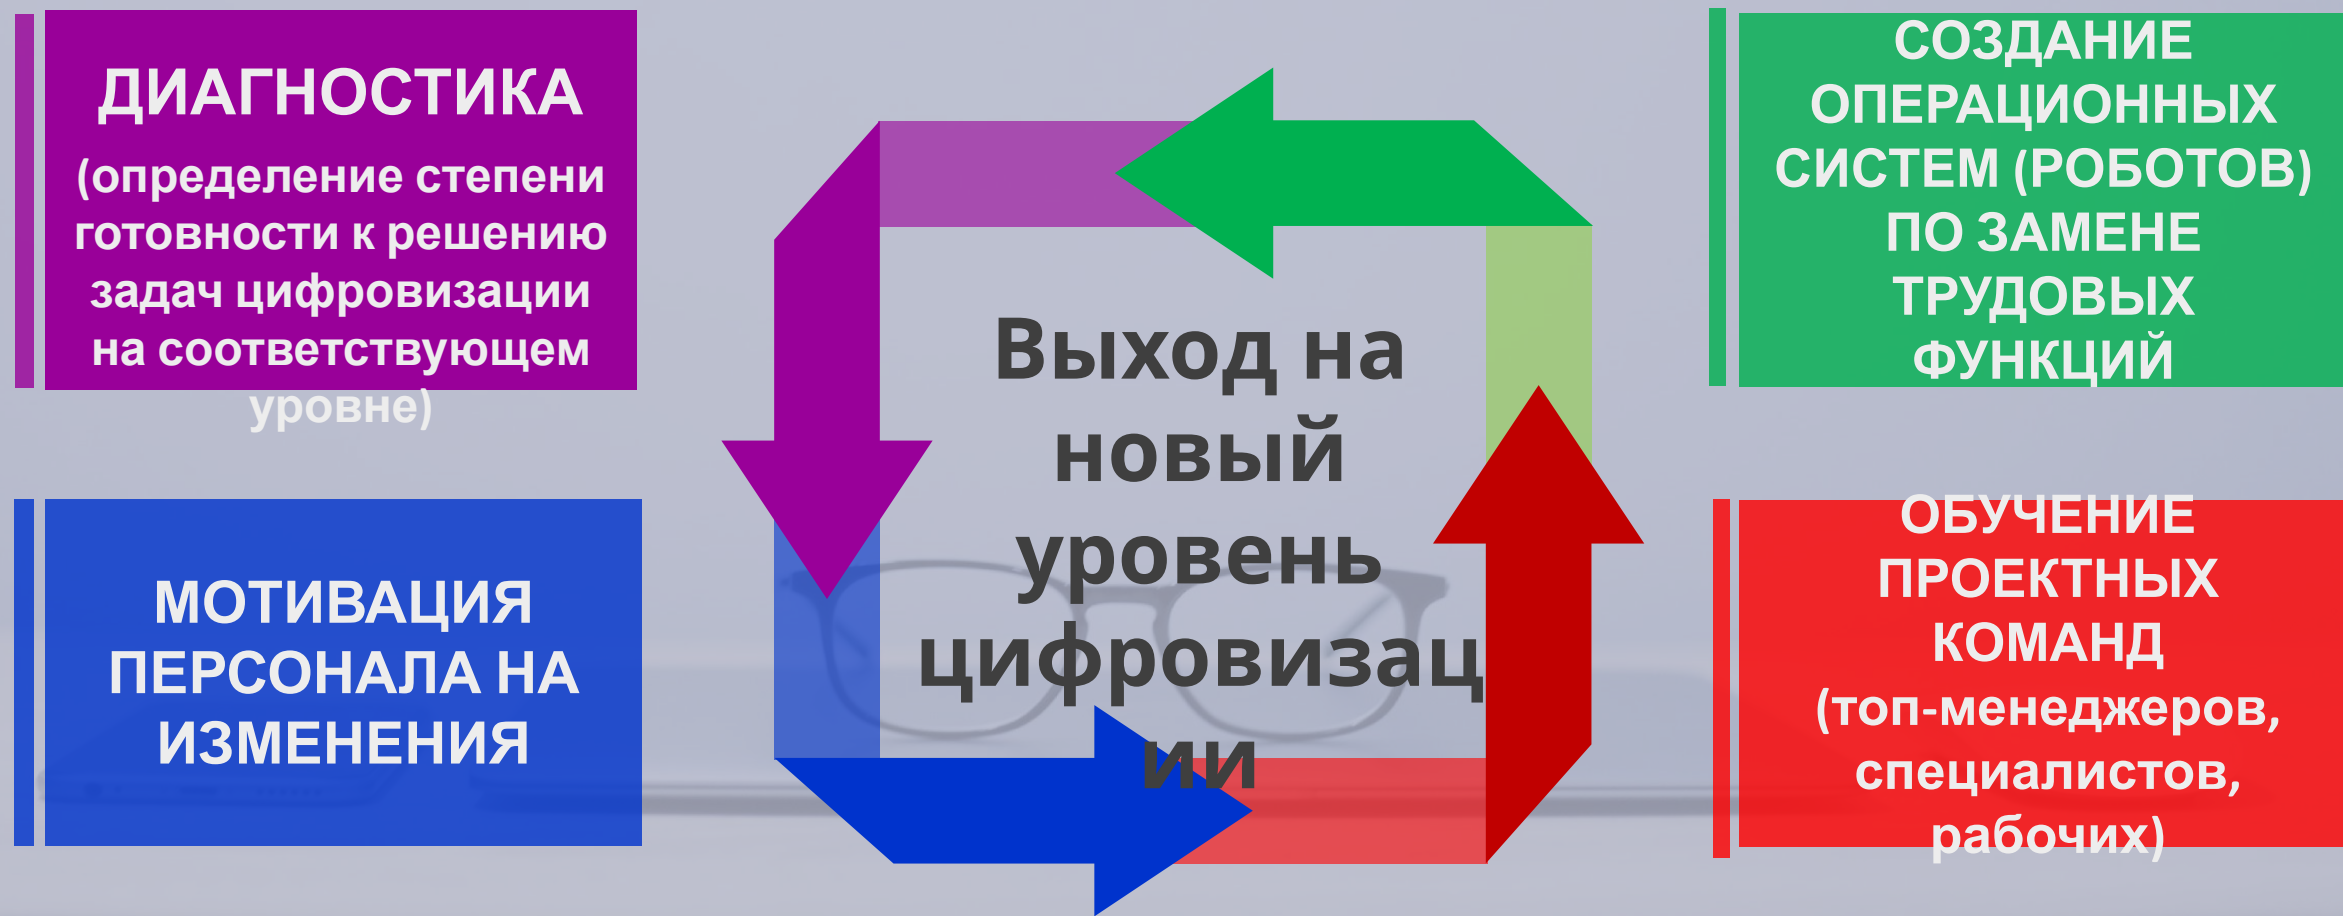 ДИАГНОСТИКА
(определение степени
готовности к решению
задач цифровизации
на соответствующем
уровне)
МОТИВАЦИЯ
ПЕРСОНАЛА НА
ИЗМЕНЕНИЯ
Выход на
новый
уровень
цифровизац
ии
СОЗДАНИЕ
ОПЕРАЦИОННЫХ
СИСТЕМ (РОБОТОВ)
ПО ЗАМЕНЕ
ТРУДОВЫХ
ФУНКЦИЙ
ОБУЧЕНИЕ
ПРОЕКТНЫХ
КОМАНД
(топ-менеджеров,
специалистов,
рабочих)